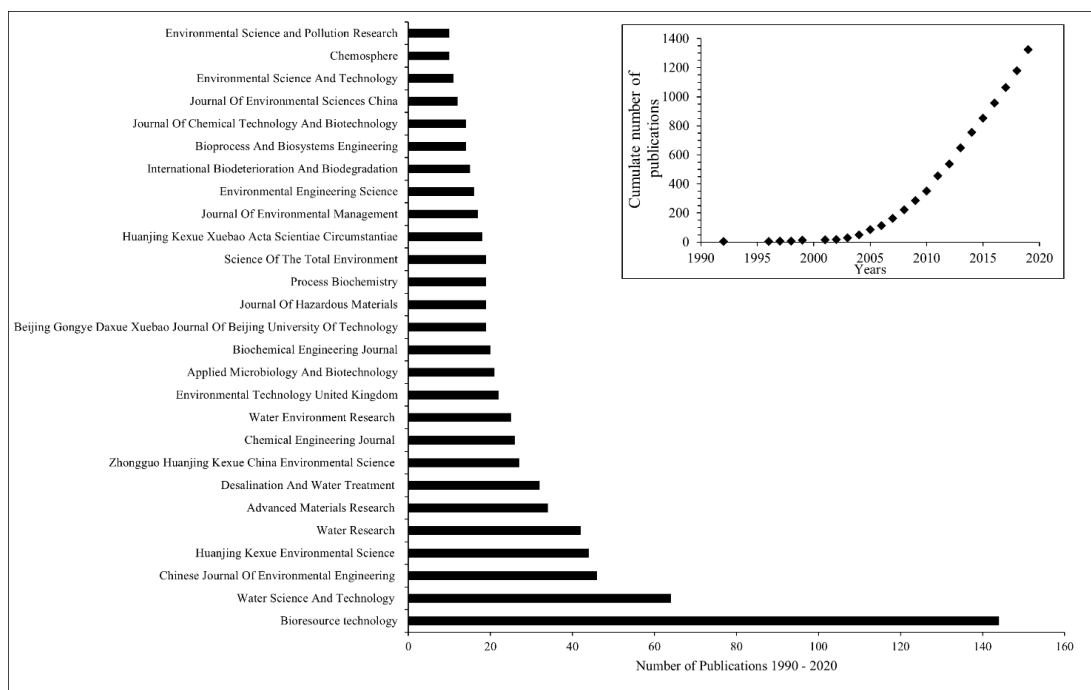 Environmental Science and Pollution Research
Chemosphere
Environmental Science And Technology
Journal Of Environmental Sciences China
Journal Of Chemical Technology And Biotechnology
Bioprocess And Biosystems Engineering
International Biodeterioration And Biodegradation
Environmental Engineering Science
Journal Of Environmental Management
Huanjing Kexue Xuebao Acta Scientiae Circumstantiae
Science Of The Total Environment
Process Biochemistry
Journal Of Hazardous Materials
Beijing Gongye Daxue Xuebao Journal Of Beijing University Of Technology
Biochemical Engineering Journal
Applied Microbiology And Biotechnology
Environmental Technology United Kingdom
Water Environment Research
Chemical Engineering Journal
Zhongguo Huanjing Kexue China Environmental Science
Desalination And Water Treatment
Advanced Materials Research
Water Research
Huanjing Kexue Environmental Science
Chinese Journal Of Environmental Engineering
Water Science And Technology
Bioresource technology
0 20 40 60 80 100 120 140 160
Number of Publications 1990 - 2020
Cumulate number of
publications
1400
1200
1000
800
600
400
200
0
1990 1995 2000 2005 2010 2015 2020
Years